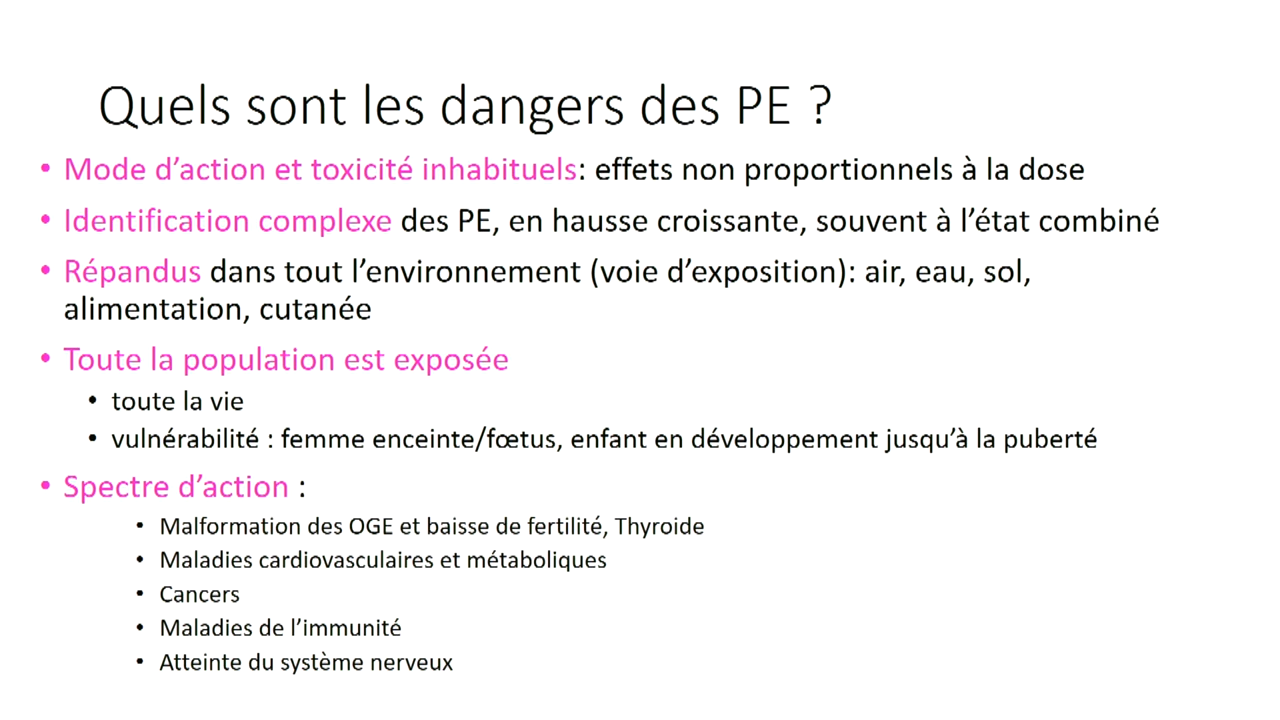 Quels sont les dangers des PE ?
• Mode d’action et toxicité inhabituels: effets non proportionnels à la dose
• Identification complexe des PE, en hausse croissante, souvent à l’état combiné
• Répandus dans tout l’environnement (voie d’exposition): air, eau, sol,
alimentation, cutanée
• Toute la population est exposée
• toute la vie
• vulnérabilité : femme enceinte/fœtus, enfant en développement jusqu’à la puberté
• Spectre d’action :
• Malformation des OGE et baisse de fertilité, Thyroide
• Maladies cardiovasculaires et métaboliques
• Cancers
• Maladies de l’immunité
• Atteinte du système nerveux